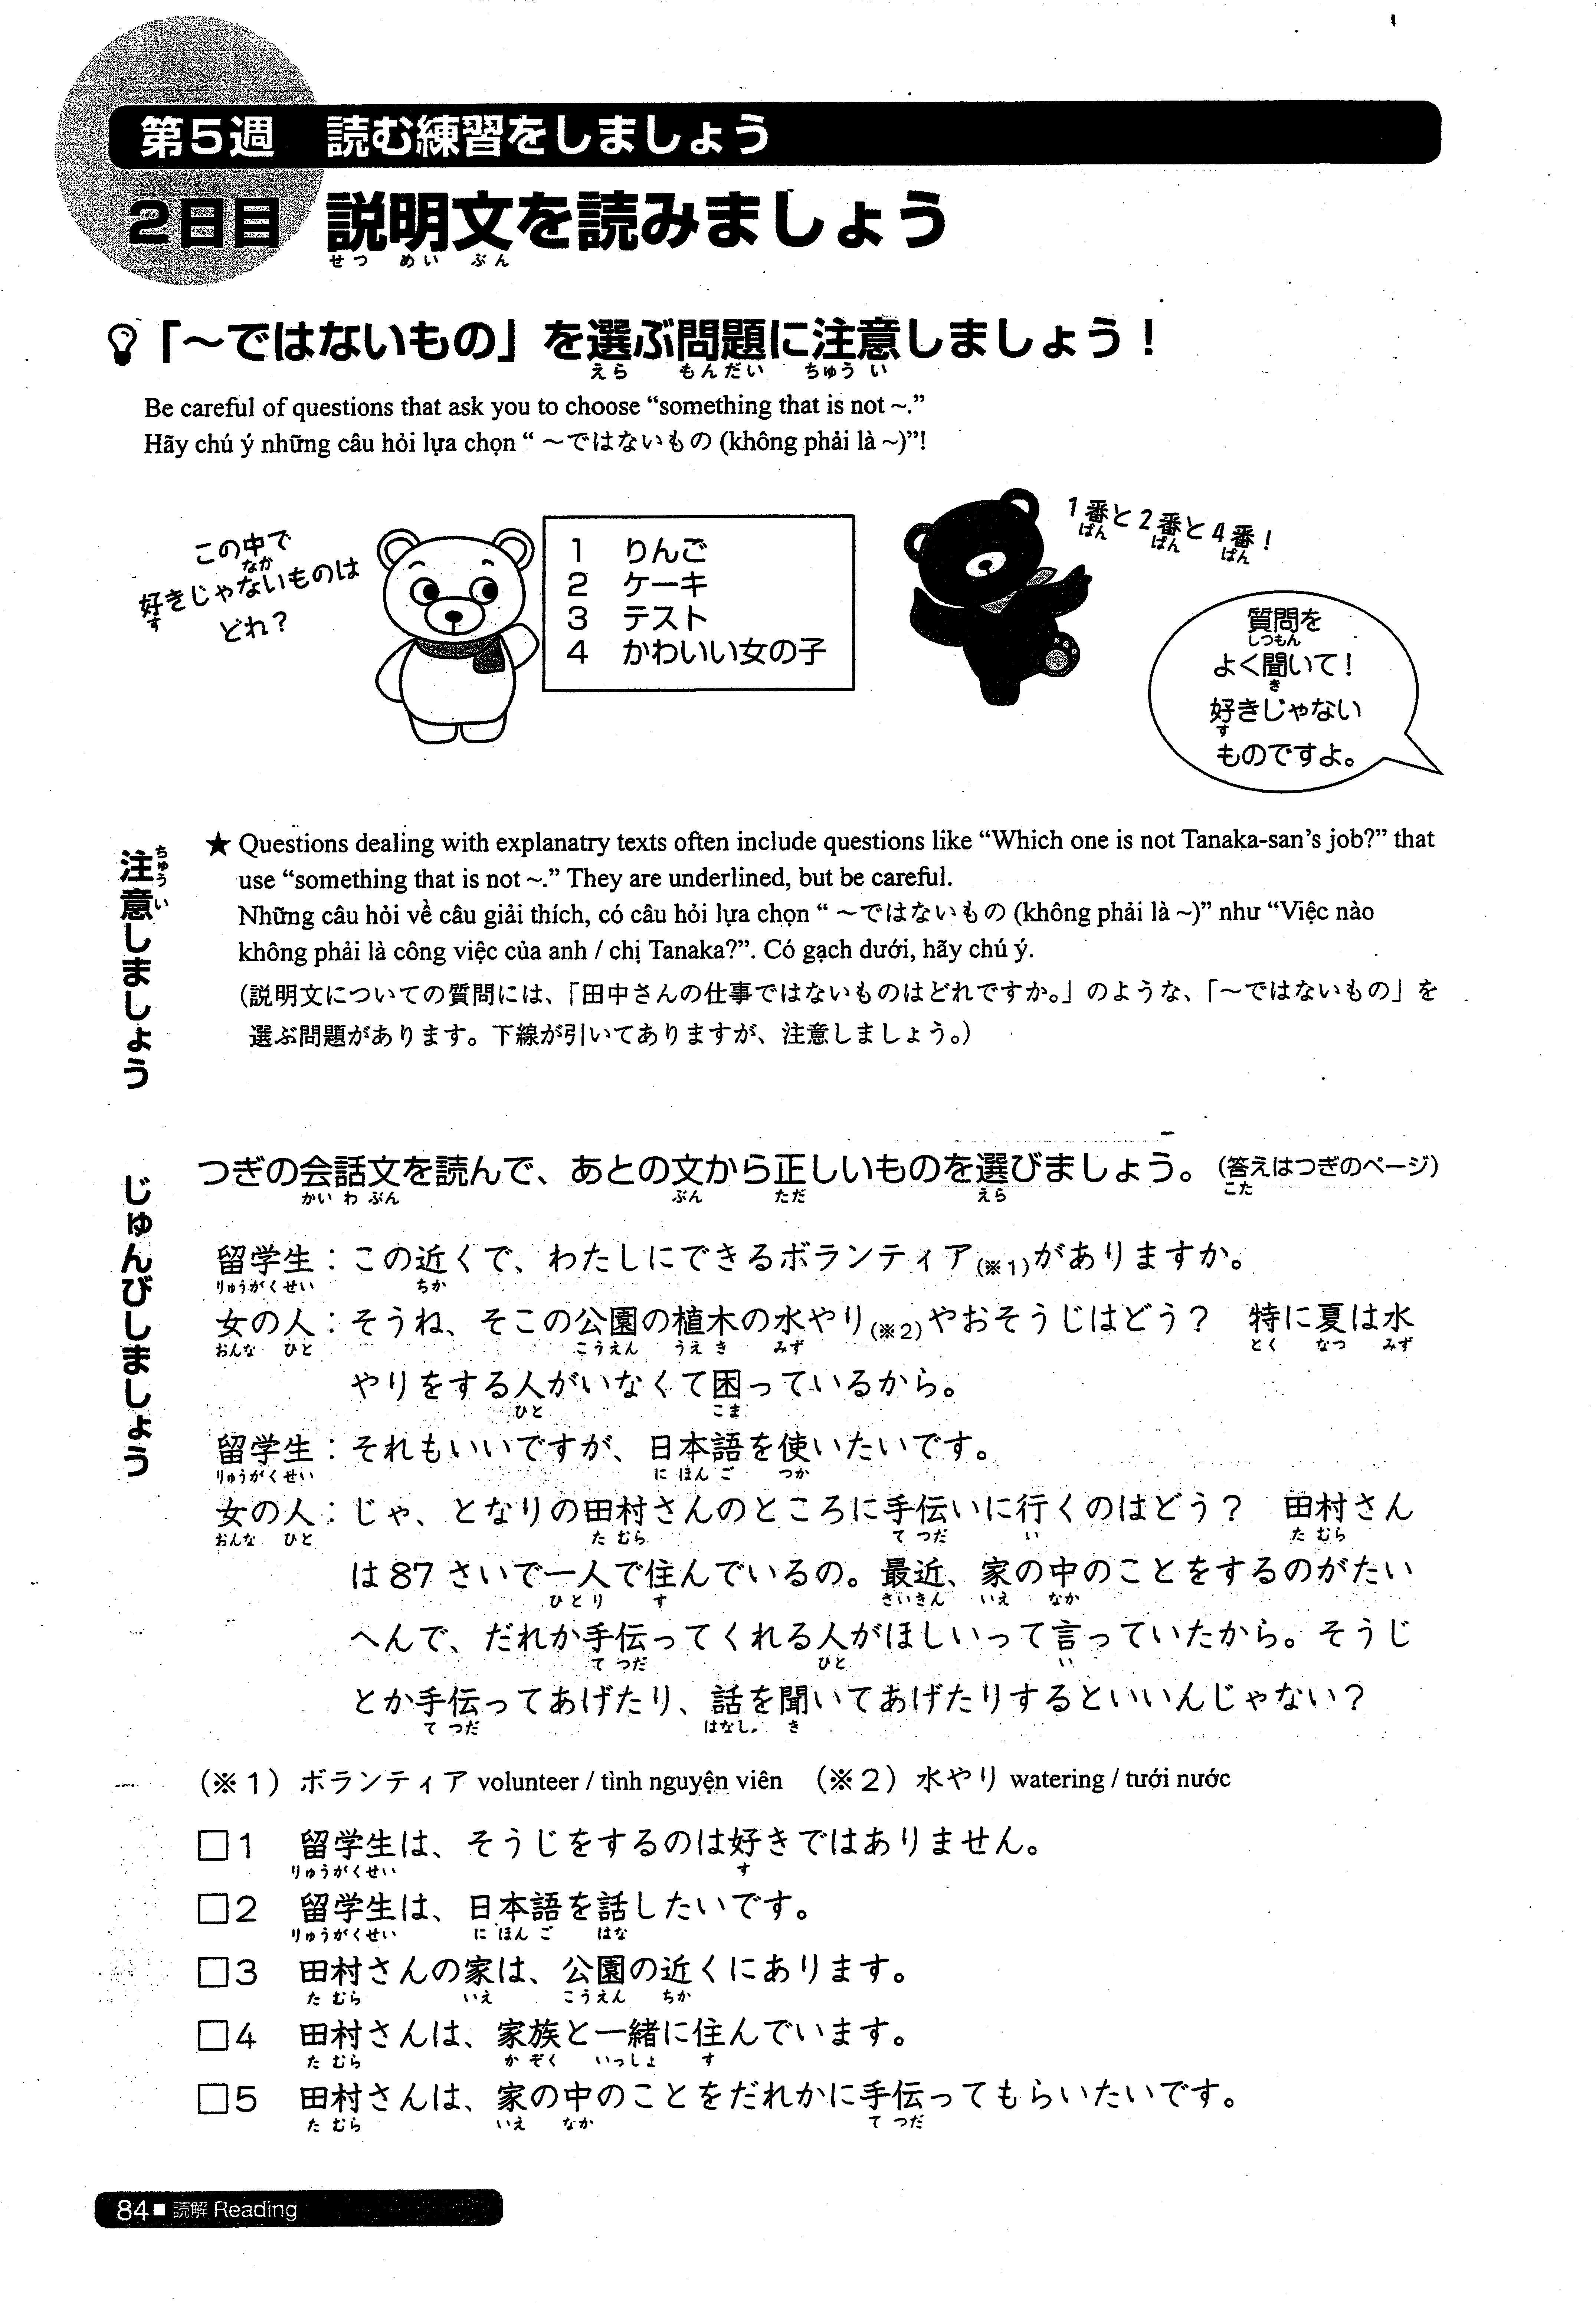 第5週 読む練習をしましょう
2日目 説明文を読みましょう
せつ めい ぶん
「～ではないもの」を選ぶ問題に注意しましょう！
えら もんだい ちゅう い
Be careful of questions that ask you to choose “something that is not ~.”
Hãy chú ý những câu hỏi lựa chọn “ ～ではないもの (không phải là ~)”!
この中で
なか
好きじゃないものは
す
どれ？
1 りんご
2 ケーキ
3 テスト
4 かわいい女の子
1番と2番と4番！
ばん ばん ばん
質問を
しつもん
よく聞いて！
き
好きじゃない
す
ものですよ。
注意しましょう
ちゅう い
★ Questions dealing with explanatry texts often include questions like “Which one is not Tanaka-san’s job?” that
use “something that is not ~.” They are underlined, but be careful.
Những câu hỏi về câu giải thích, có câu hỏi lựa chọn “ ～ではないもの (không phải là ~)” như “Việc nào
không phải là công việc của anh / chị Tanaka?”. Có gạch dưới, hãy chú ý.
（説明文についての質問には、「田中さんの仕事ではないものはどれですか。」のような、「～ではないもの」を
選ぶ問題があります。下線が引いてありますが、注意しましょう。）
じゅんびしましょう
つぎの会話文を読んで、あとの文から正しいものを選びましょう。（答えはつぎのページ）
かい わ ぶん ぶん ただ えら こた
留学生：この近くで、わたしにできるボランティア(※1)がありますか。
りゅうがくせい ちか
女の人：そうね、そこの公園の植木の水やり(※2)やおそうじはどう？ 特に夏は水
おんな ひと こうえん うえ き みず とく なつ みず
やりをする人がいなくて困っているから。
ひと こま
留学生：それもいいですが、日本語を使いたいです。
りゅうがくせい に ほん ご つか
女の人：じゃ、となりの田村さんのところに手伝いに行くのはどう？ 田村さん
おんな ひと た むら て つだ い た むら
は87さいで一人で住んでいるの。最近、家の中のことをするのがたい
ひとり す さいきん いえ なか
へんで、だれか手伝ってくれる人がほしいって言っていたから。そうじ
て つだ ひと い
とか手伝ってあげたり、話を聞いてあげたりするといいんじゃない？
て つだ はなし き
（※1）ボランティア volunteer / tình nguyện viên （※2）水やり watering / tưới nước
□1 留学生は、そうじをするのは好きではありません。
りゅうがくせい す
□2 留学生は、日本語を話したいです。
りゅうがくせい に ほん ご はな
□3 田村さんの家は、公園の近くにあります。
た むら いえ こうえん ちか
□4 田村さんは、家族と一緒に住んでいます。
た むら か ぞく いっしょ す
□5 田村さんは、家の中のことをだれかに手伝ってもらいたいです。
た むら いえ なか て つだ
84■読解 Reading